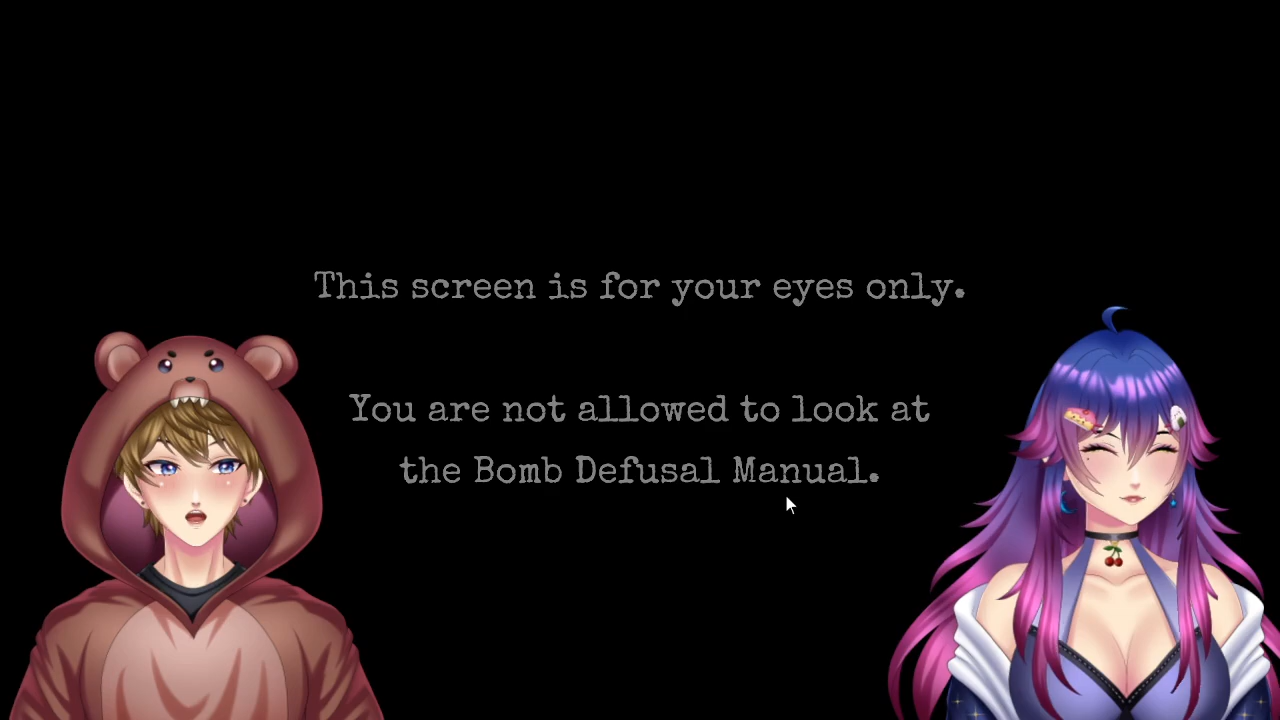 This screen is for your eyes only.
You are not allowed to look at
the Bomb Defusal Manual.